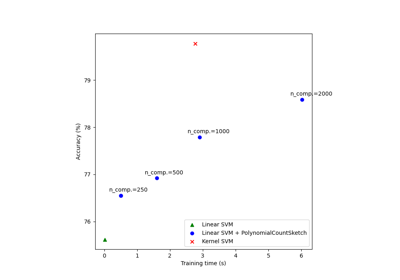 n_comp.=2000
n_comp.=1000
n_comp.=500
n_comp.=250
79
78
77
76
Accuracy (%)
Linear SVM
Linear SVM + PolynomialCountSketch
Kernel SVM
0 1 2 3 4 5 6
Training time (s)